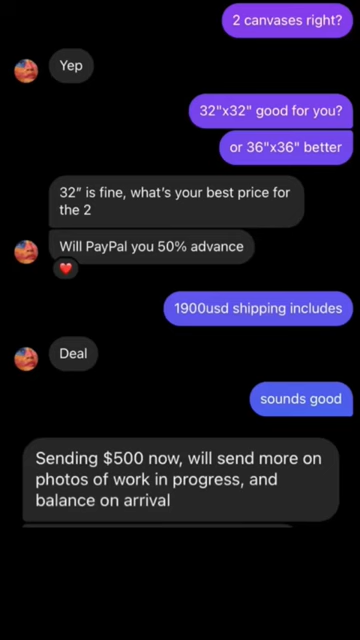 2 canvases right?
Yep
32"x32" good for you?
or 36"x36" better
32” is fine, what's your best price for
the 2
Will PayPal you 50% advance
1900usd shipping includes
Deal
sounds good
Sending $500 now, will send more on
photos of work in progress, and
balance on arrival